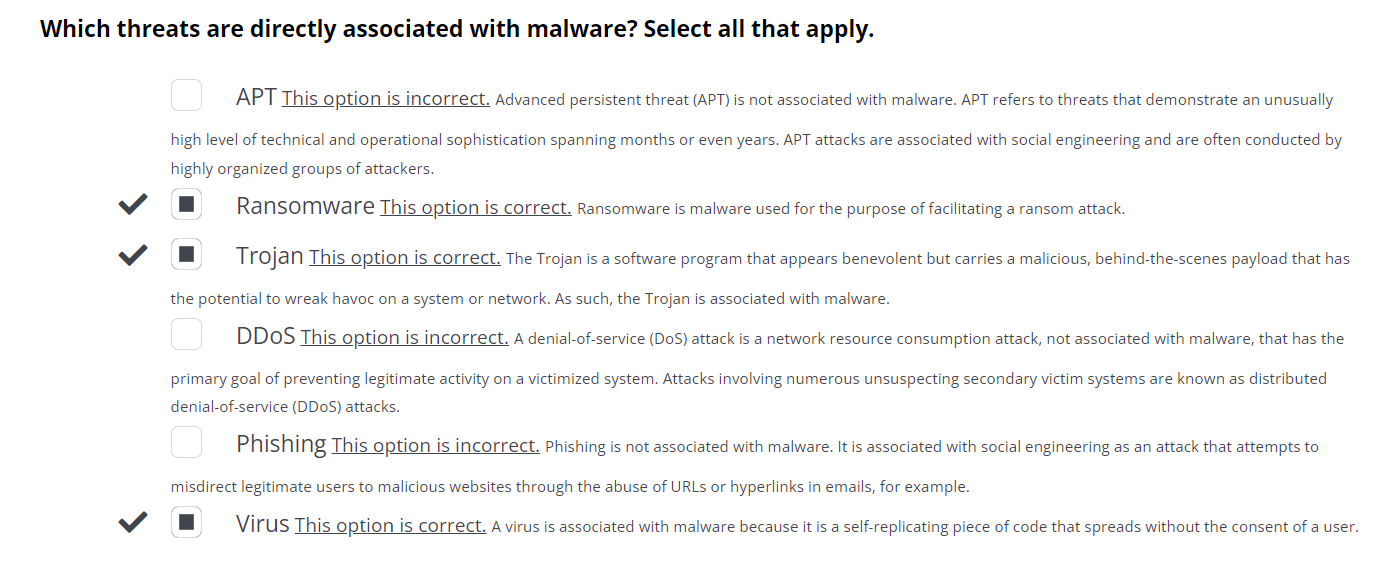 Which threats are directly associated with malware? Select all that apply.
APT This option is incorrect. Advanced persistent threat (APT) is not associated with malware. APT refers to threats that demonstrate an unusually
high level of technical and operational sophistication spanning months or even years. APT attacks are associated with social engineering and are often conducted by
highly organized groups of attackers.
Ransomware This option is correct. Ransomware is malware used for the purpose of facilitating a ransom attack.
Trojan This option is correct. The Trojan is a software program that appears benevolent but carries a malicious, behind-the-scenes payload that has
the potential to wreak havoc on a system or network. As such, the Trojan is associated with malware.
DDoS This option is incorrect. A denial-of-service (DoS) attack is a network resource consumption attack, not associated with malware, that has the
primary goal of preventing legitimate activity on a victimized system. Attacks involving numerous unsuspecting secondary victim systems are known as distributed
denial-of-service (DDoS) attacks.
Phishing This option is incorrect. Phishing is not associated with malware. It is associated with social engineering as an attack that attempts to
misdirect legitimate users to malicious websites through the abuse of URLs or hyperlinks in emails, for example.
Virus This option is correct. A virus is associated with malware because it is a self-replicating piece of code that spreads without the consent of a user.